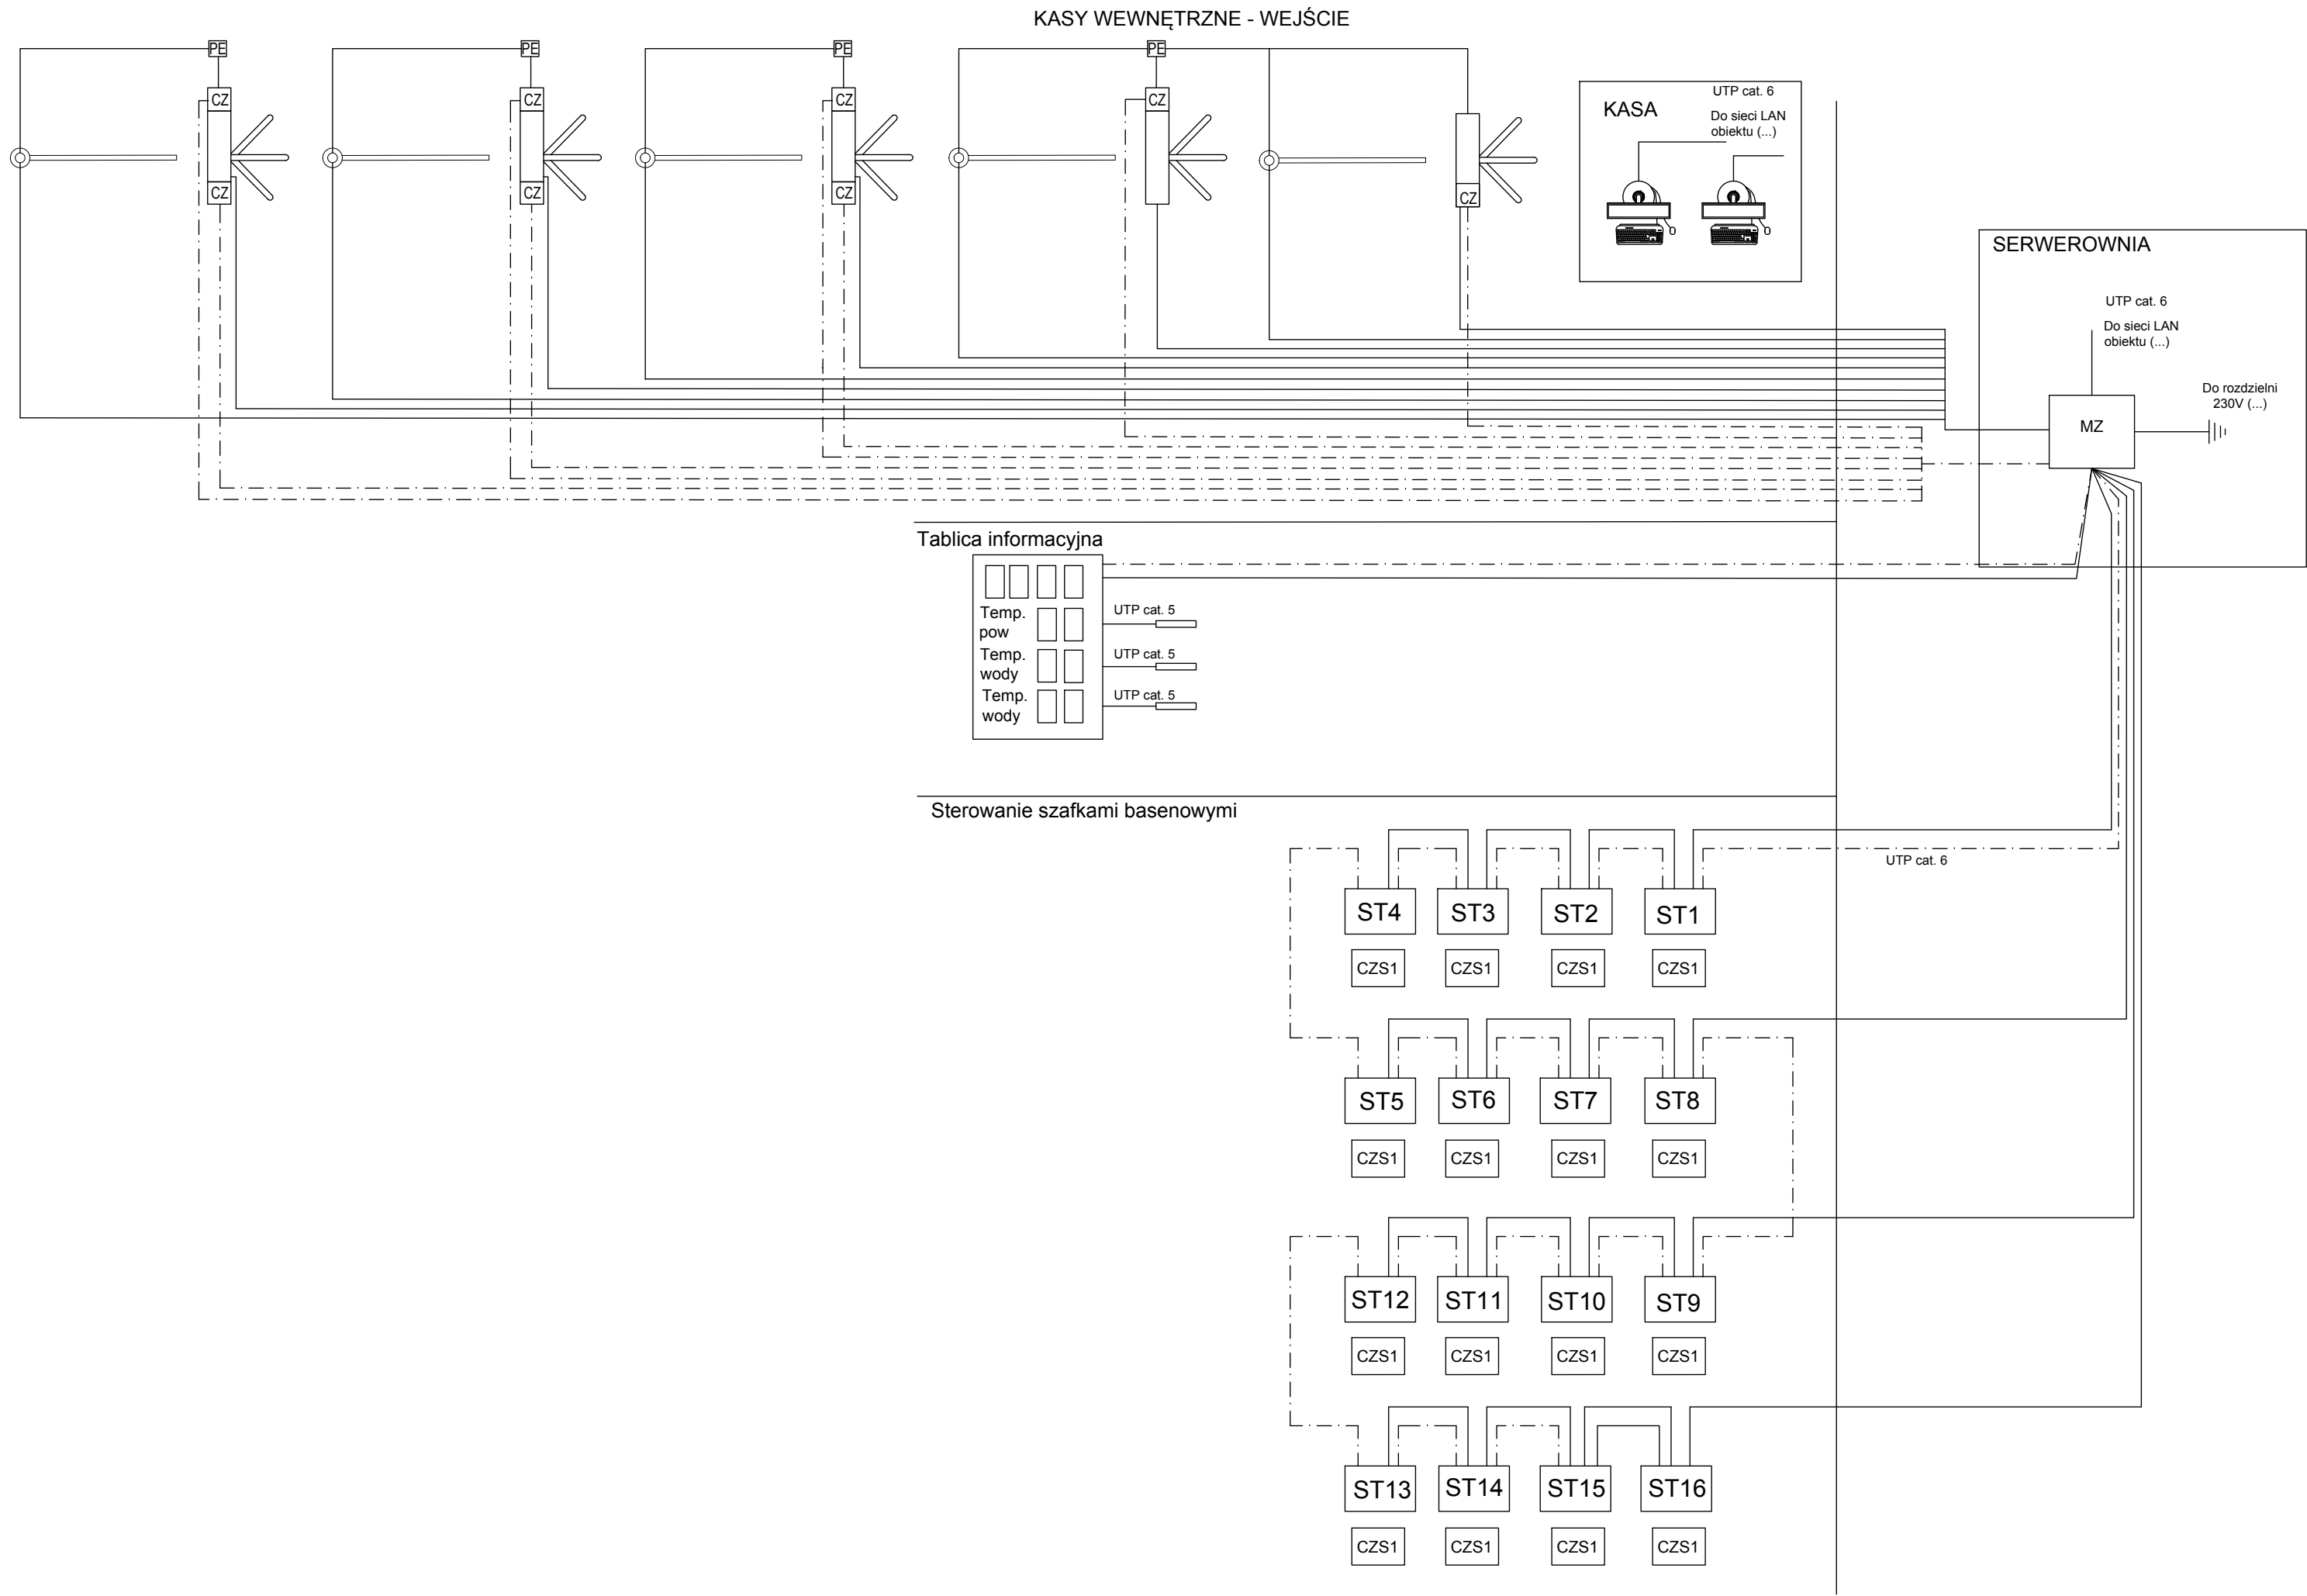 KASY WEWNĘTRZNE - WEJŚCIE
PE
PE
PE
PE
CZ
CZ
CZ
CZ
CZ
CZ
CZ
CZ
KASA
UTP cat. 6
Do sieci LAN
obiektu (...)
SERWEROWNIA
UTP cat. 6
Do sieci LAN
obiektu (...)
Do rozdzielni
230V (...)
MZ
Tablica informacyjna
Temp.
pow
UTP cat. 5
Temp.
wody
UTP cat. 5
Temp.
wody
UTP cat. 5
Sterowanie szafkami basenowymi
UTP cat. 6
ST4
ST3
ST2
ST1
CZS1
CZS1
CZS1
CZS1
ST5
ST6
ST7
ST8
CZS1
CZS1
CZS1
CZS1
ST12
ST11
ST10
ST9
CZS1
CZS1
CZS1
CZS1
ST13
ST14
ST15
ST16
CZS1
CZS1
CZS1
CZS1